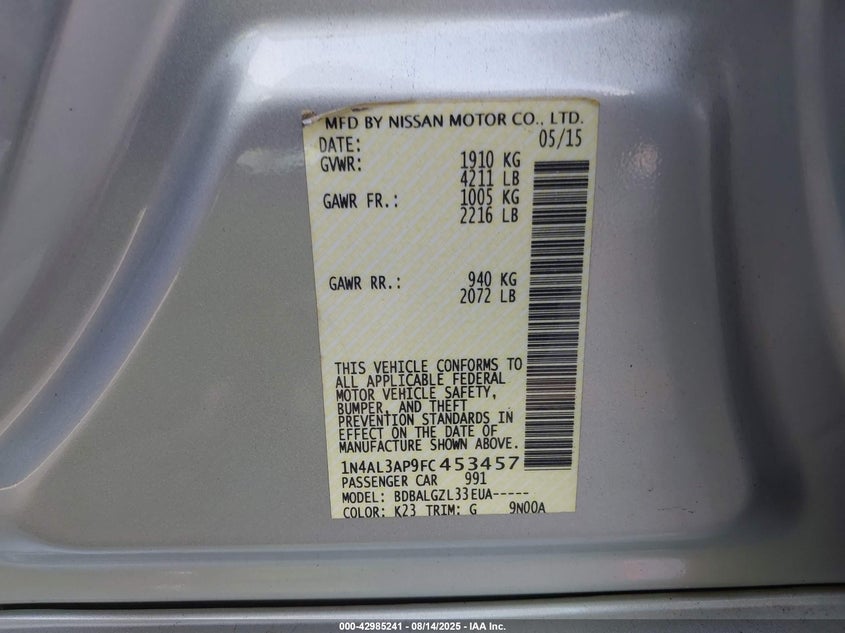 MFD BY NISSAN MOTOR CO., LTD.
DATE: 05/15
GVWR: 1910 KG
4211 LB
GAWR FR.: 1005 KG
2216 LB
GAWR RR.: 940 KG
2072 LB
THIS VEHICLE CONFORMS TO
ALL APPLICABLE FEDERAL
MOTOR VEHICLE SAFETY,
BUMPER, AND THEFT
PREVENTION STANDARDS IN
EFFECT ON THE DATE OF
MANUFACTURE SHOWN ABOVE.
1N4AL3AP9FC453457
PASSENGER CAR 991
MODEL: BDBALGZL33EUA-----
COLOR: K23 TRIM: G 9N00A
000-42985241 - 08/14/2025 - IAA Inc.